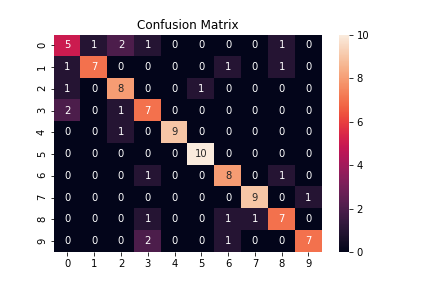 Confusion Matrix
0 5 1 2 1 0 0 0 0 1 0
1 1 7 0 0 0 0 1 0 1 0
2 1 0 8 0 0 1 0 0 0 0
3 2 0 1 7 0 0 0 0 0 0
4 0 0 1 0 9 0 0 0 0 0
5 0 0 0 0 0 10 0 0 0 0
6 0 0 0 1 0 0 8 0 1 0
7 0 0 0 0 0 0 0 9 0 1
8 0 0 0 1 0 0 1 1 7 0
9 0 0 0 2 0 0 1 0 0 7
0 1 2 3 4 5 6 7 8 9
10
8
6
4
2
0